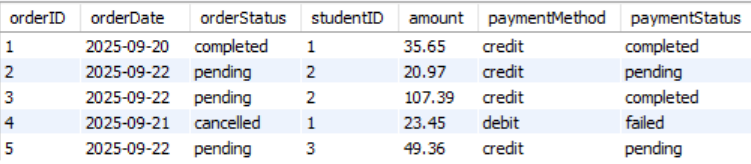 orderID orderDate orderStatus studentID amount paymentMethod paymentStatus
1 2025-09-20 completed 1 35.65 credit completed
2 2025-09-22 pending 2 20.97 credit pending
3 2025-09-22 pending 2 107.39 credit completed
4 2025-09-21 cancelled 1 23.45 debit failed
5 2025-09-22 pending 3 49.36 credit pending